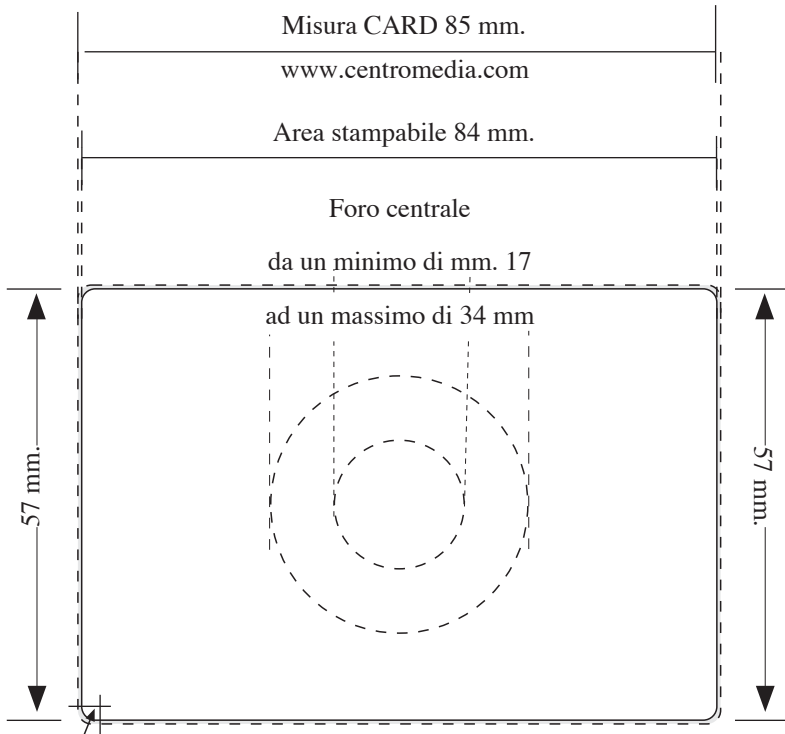 Misura CARD 85 mm.
www.centromedia.com
Area stampabile 84 mm.
Foro centrale
da un minimo di mm. 17
ad un massimo di 34 mm
57 mm.
57 mm.